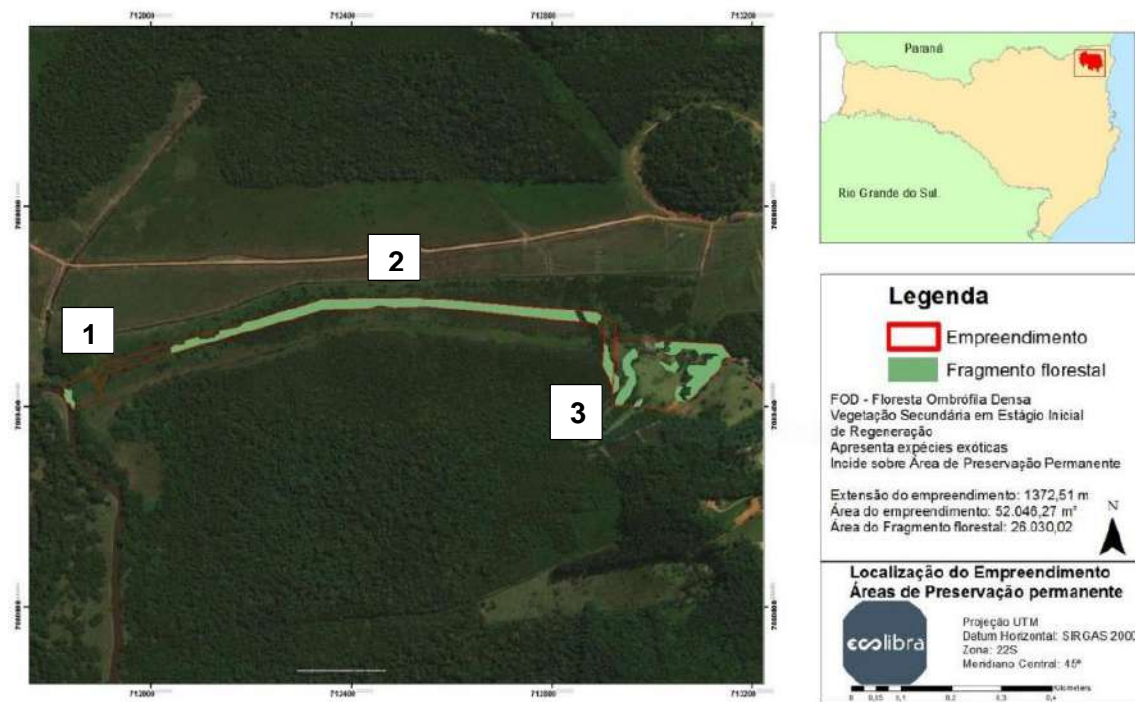 712000 712400 712800 713200
1
2
3
712000 712400 712800 713200
Paraná
Rio Grande do Sul
Legenda
Empreendimento
Fragmento florestal
FOD - Floresta Ombrófila Densa
Vegetação Secundária em Estágio Inicial
de Regeneração
Apresenta expécies exóticas
Incide sobre Área de Preservação Permanente
Extensão do empreendimento: 1372,51 m
Área do empreendimento: 52.046,27 m²
Área do Fragmento florestal: 26.030,02
N
Localização do Empreendimento
Áreas de Preservação permanente
ecolibra
Projeção UTM
Datum Horizontal: SIRGAS 2000
Zona: 22S
Meridiano Central: 45º
0 0,05 0,1 0,2 0,3 0,4 Kilometers